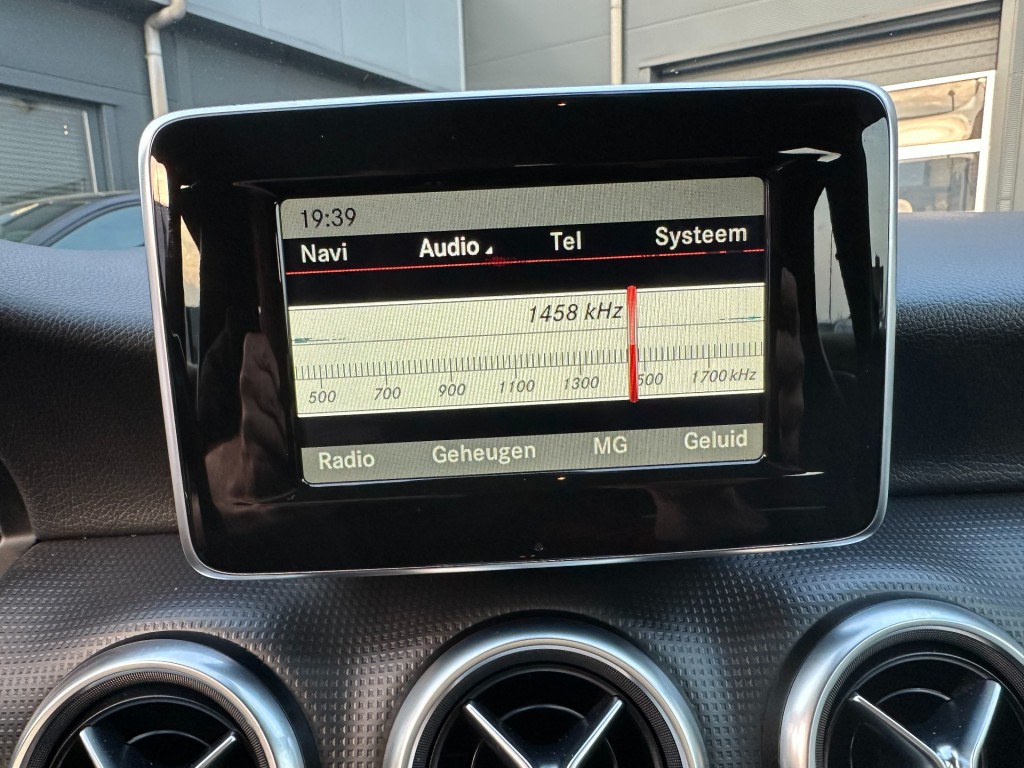 19:39
Navi Audio Tel Systeem
1458 kHz
500 700 900 1100 1300 500 1700 kHz
Radio Geheugen MG Geluid